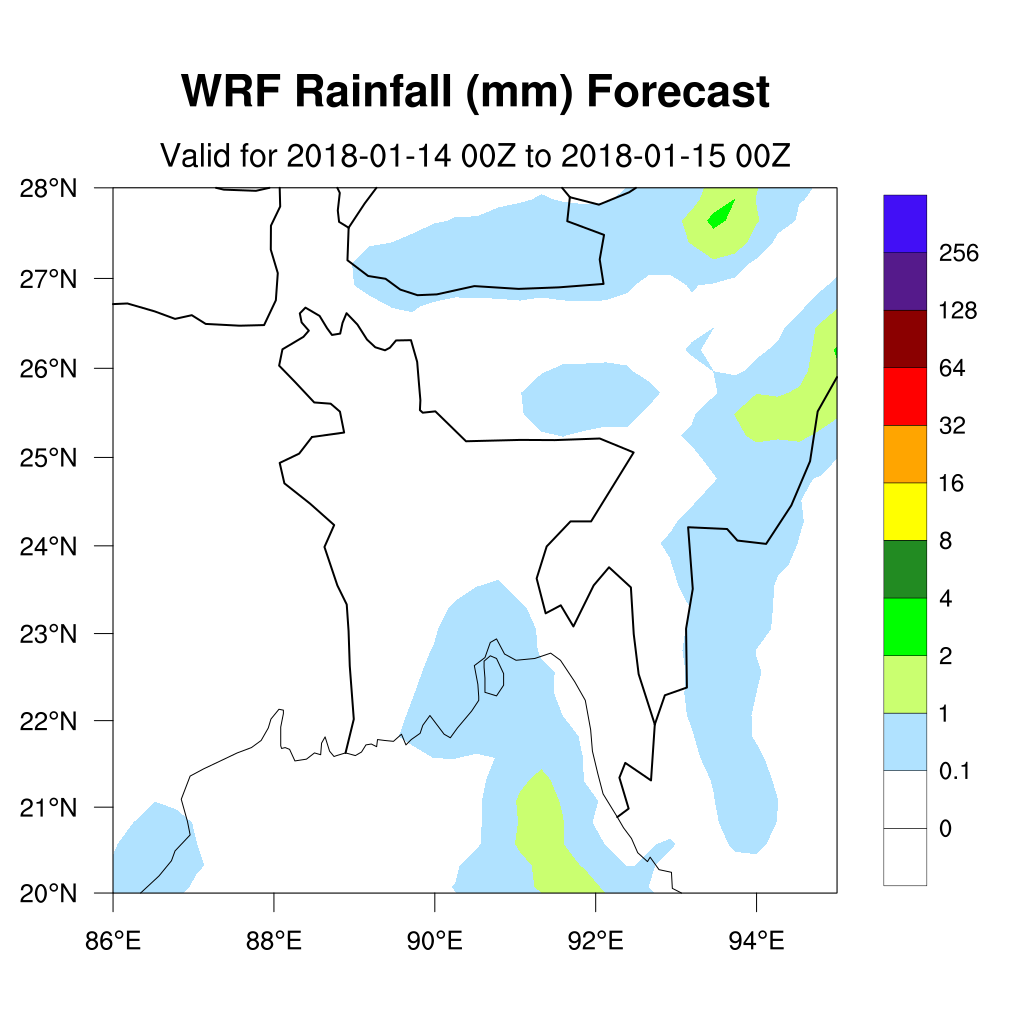 WRF Rainfall (mm) Forecast
Valid for 2018-01-14 00Z to 2018-01-15 00Z
28°N
27°N
26°N
25°N
24°N
23°N
22°N
21°N
20°N
86°E 88°E 90°E 92°E 94°E
256
128
64
32
16
8
4
2
1
0.1
0